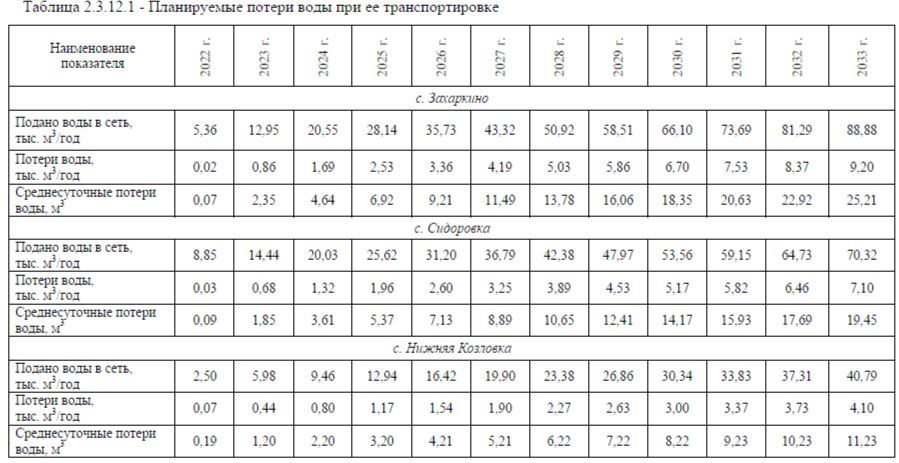 Таблица 2.3.12.1 - Планируемые потери воды при ее транспортировке
Наименование показателя 2022 г. 2023 г. 2024 г. 2025 г. 2026 г. 2027 г. 2028 г. 2029 г. 2030 г. 2031 г. 2032 г. 2033 г.
с. Захаркино
Подано воды в сеть, тыс. м³/год 5,36 12,95 20,55 28,14 35,73 43,32 50,92 58,51 66,10 73,69 81,29 88,88
Потери воды, тыс. м³/год 0,02 0,86 1,69 2,53 3,36 4,19 5,03 5,86 6,70 7,53 8,37 9,20
Среднесуточные потери воды, м³ 0,07 2,35 4,64 6,92 9,21 11,49 13,78 16,06 18,35 20,63 22,92 25,21
с. Сидоровка
Подано воды в сеть, тыс. м³/год 8,85 14,44 20,03 25,62 31,20 36,79 42,38 47,97 53,56 59,15 64,73 70,32
Потери воды, тыс. м³/год 0,03 0,68 1,32 1,96 2,60 3,25 3,89 4,53 5,17 5,82 6,46 7,10
Среднесуточные потери воды, м³ 0,09 1,85 3,61 5,37 7,13 8,89 10,65 12,41 14,17 15,93 17,69 19,45
с. Нижняя Козловка
Подано воды в сеть, тыс. м³/год 2,50 5,98 9,46 12,94 16,42 19,90 23,38 26,86 30,34 33,83 37,31 40,79
Потери воды, тыс. м³/год 0,07 0,44 0,80 1,17 1,54 1,90 2,27 2,63 3,00 3,37 3,73 4,10
Среднесуточные потери воды, м³ 0,19 1,20 2,20 3,20 4,21 5,21 6,22 7,22 8,22 9,23 10,23 11,23